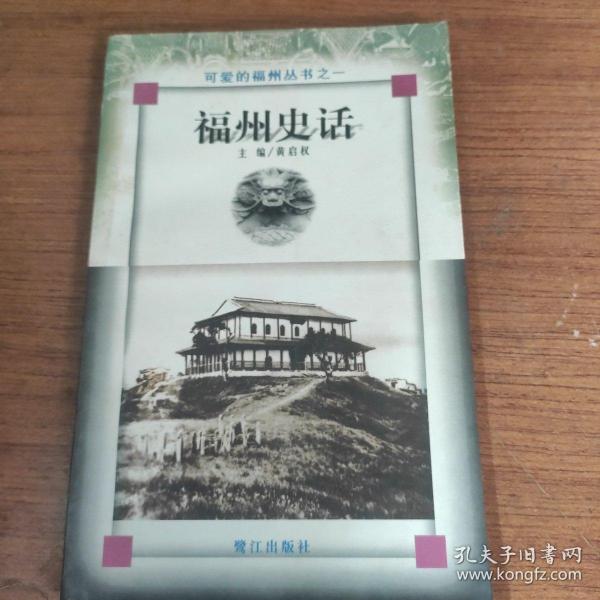 可爱的福州丛书之一
福州史话
主 编/黄启权
鹭江出版社
孔夫子旧书网
www.kongfz.com